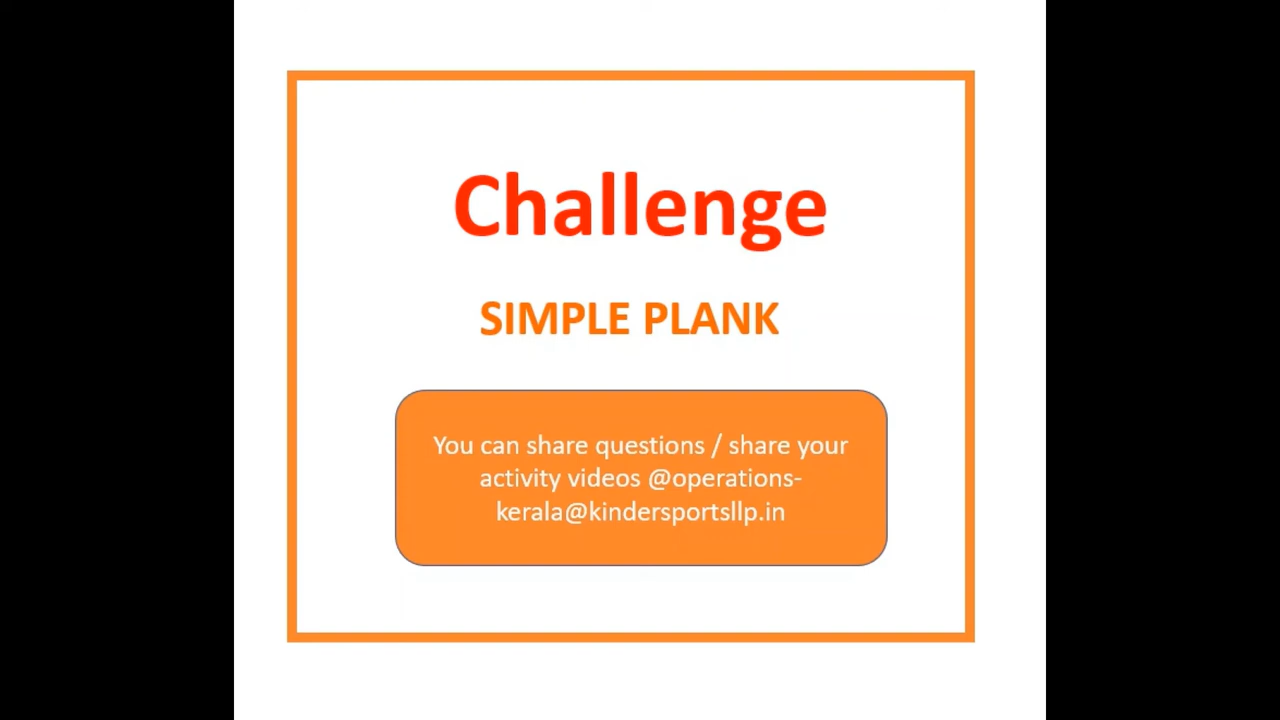 Challenge
SIMPLE PLANK
You can share questions / share your
activity videos @operations-
kerala@kindersportsllp.in